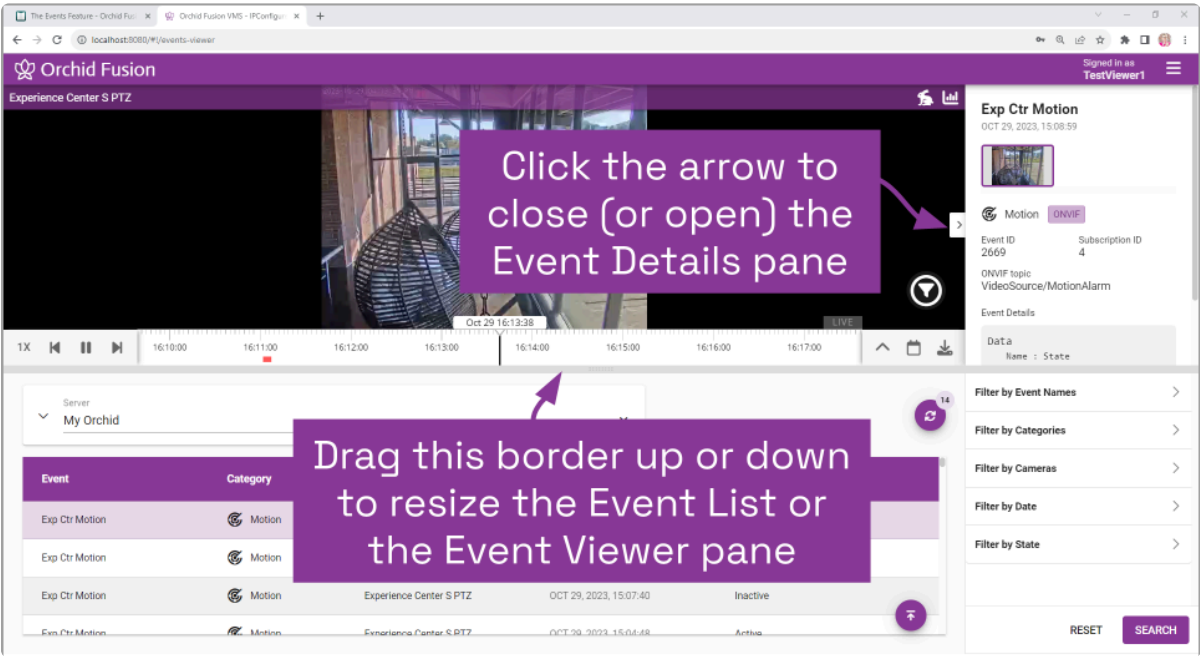 The Events Feature - Orchid Fusi
Orchid Fusion VMS - IPConfigur
localhost:8080/#!/events-viewer
Orchid Fusion
Signed in as
TestViewer1
Experience Center S PTZ
Exp Ctr Motion
OCT 29, 2023, 15:08:59
Click the arrow to
close (or open) the
Event Details pane
Motion ONVIF
Event ID Subscription ID
2669 4
ONVIF topic
VideoSource/MotionAlarm
Event Details
Data
Name : State
Oct 29 16:13:38
LIVE
1X
16:10:00 16:11:00 16:12:00 16:13:00 16:14:00 16:15:00 16:16:00 16:17:00
Server
My Orchid
14
Drag this border up or down
to resize the Event List or
the Event Viewer pane
Event Category
Exp Ctr Motion Motion
Exp Ctr Motion Motion
Exp Ctr Motion Motion Experience Center S PTZ OCT 29, 2023, 15:07:40 Inactive
Exp Ctr Motion Motion Experience Center S PTZ OCT 29, 2023, 15:04:48 Active
Filter by Event Names
Filter by Categories
Filter by Cameras
Filter by Date
Filter by State
RESET SEARCH